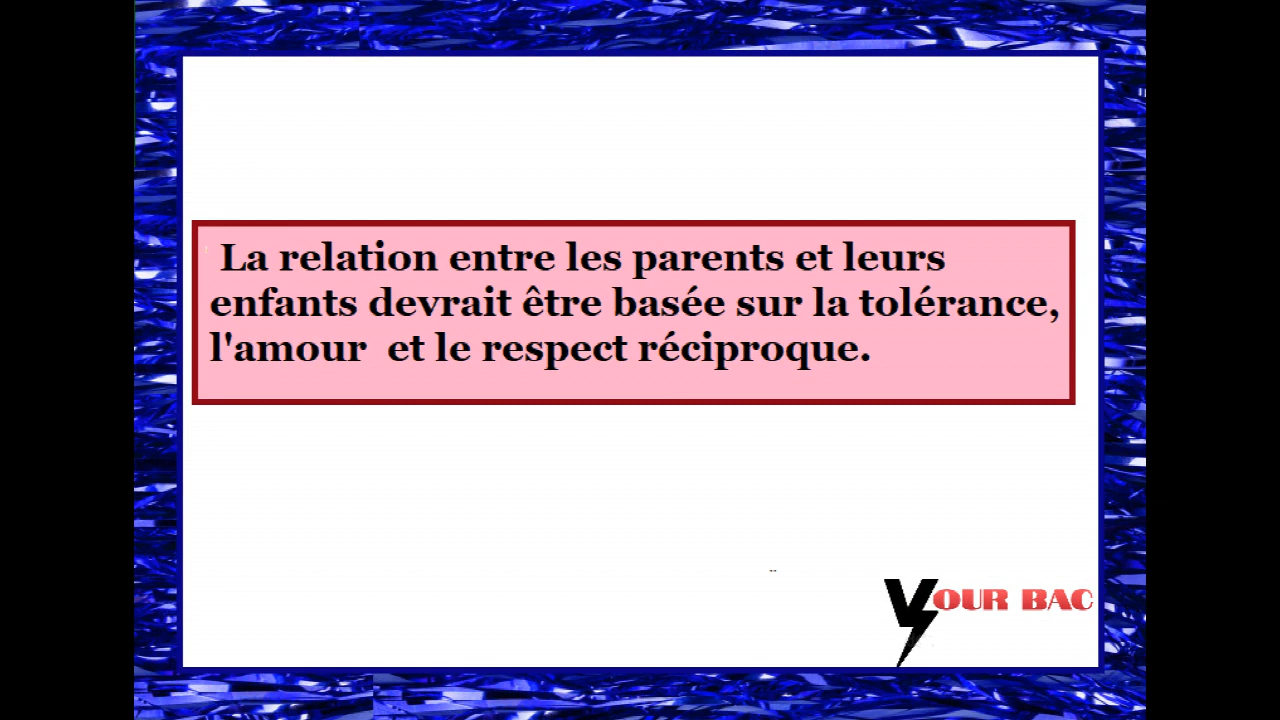 La relation entre les parents et leurs
enfants devrait être basée sur la tolérance,
l'amour  et le respect réciproque.
YOUR BAC